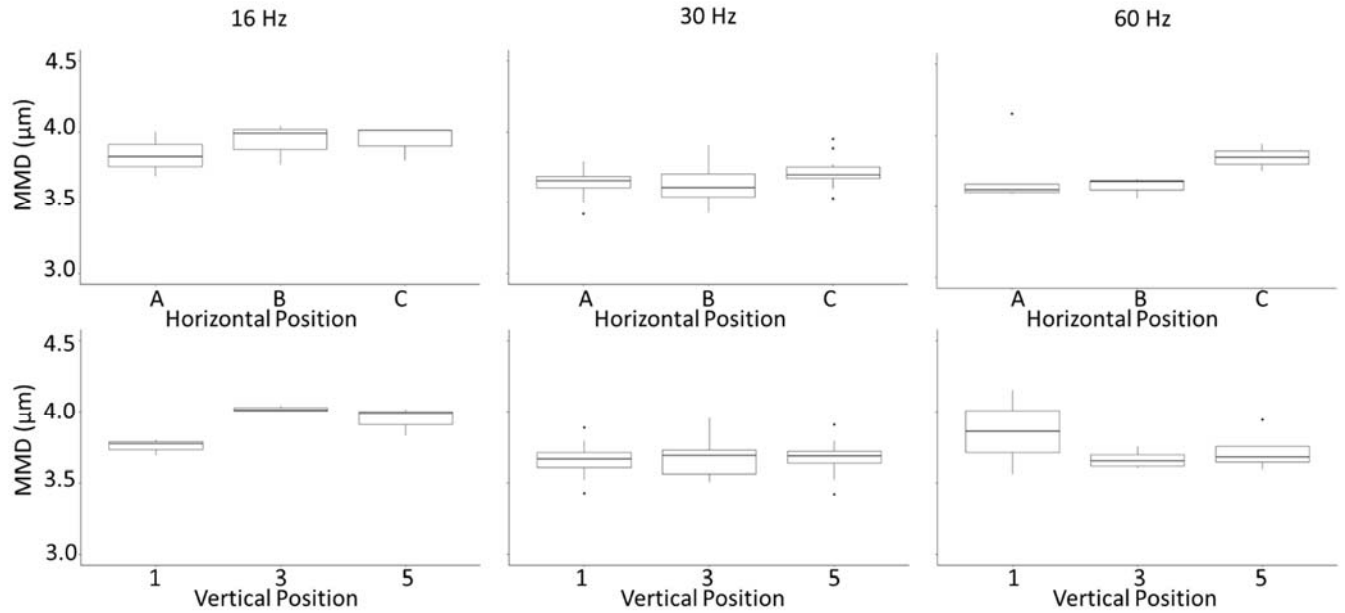 16 Hz 30 Hz 60 Hz
4.5
4.0
3.5
3.0
MMD (µm)
A B C A B C A B C
Horizontal Position Horizontal Position Horizontal Position
4.5
4.0
3.5
3.0
MMD (µm)
1 3 5 1 3 5 1 3 5
Vertical Position Vertical Position Vertical Position